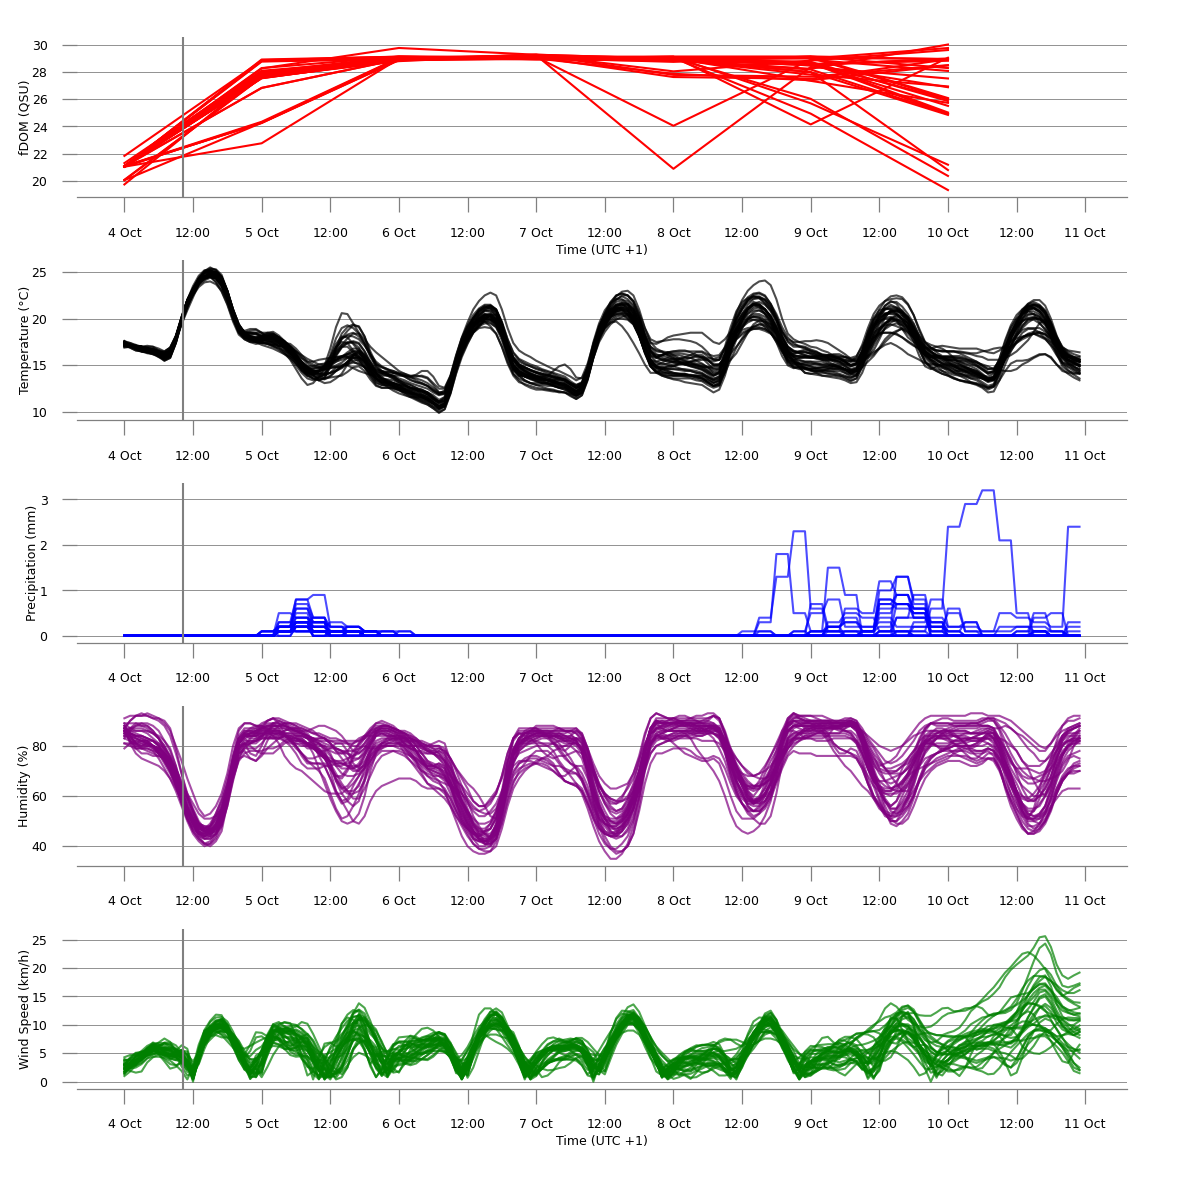 30
28
26
24
22
20
fDOM (QSU)
4 Oct 12:00 5 Oct 12:00 6 Oct 12:00 7 Oct 12:00 8 Oct 12:00 9 Oct 12:00 10 Oct 12:00 11 Oct
Time (UTC +1)
25
20
15
10
Temperature (°C)
4 Oct 12:00 5 Oct 12:00 6 Oct 12:00 7 Oct 12:00 8 Oct 12:00 9 Oct 12:00 10 Oct 12:00 11 Oct
3
2
1
0
Precipitation (mm)
4 Oct 12:00 5 Oct 12:00 6 Oct 12:00 7 Oct 12:00 8 Oct 12:00 9 Oct 12:00 10 Oct 12:00 11 Oct
80
60
40
Humidity (%)
4 Oct 12:00 5 Oct 12:00 6 Oct 12:00 7 Oct 12:00 8 Oct 12:00 9 Oct 12:00 10 Oct 12:00 11 Oct
25
20
15
10
5
0
Wind Speed (km/h)
4 Oct 12:00 5 Oct 12:00 6 Oct 12:00 7 Oct 12:00 8 Oct 12:00 9 Oct 12:00 10 Oct 12:00 11 Oct
Time (UTC +1)